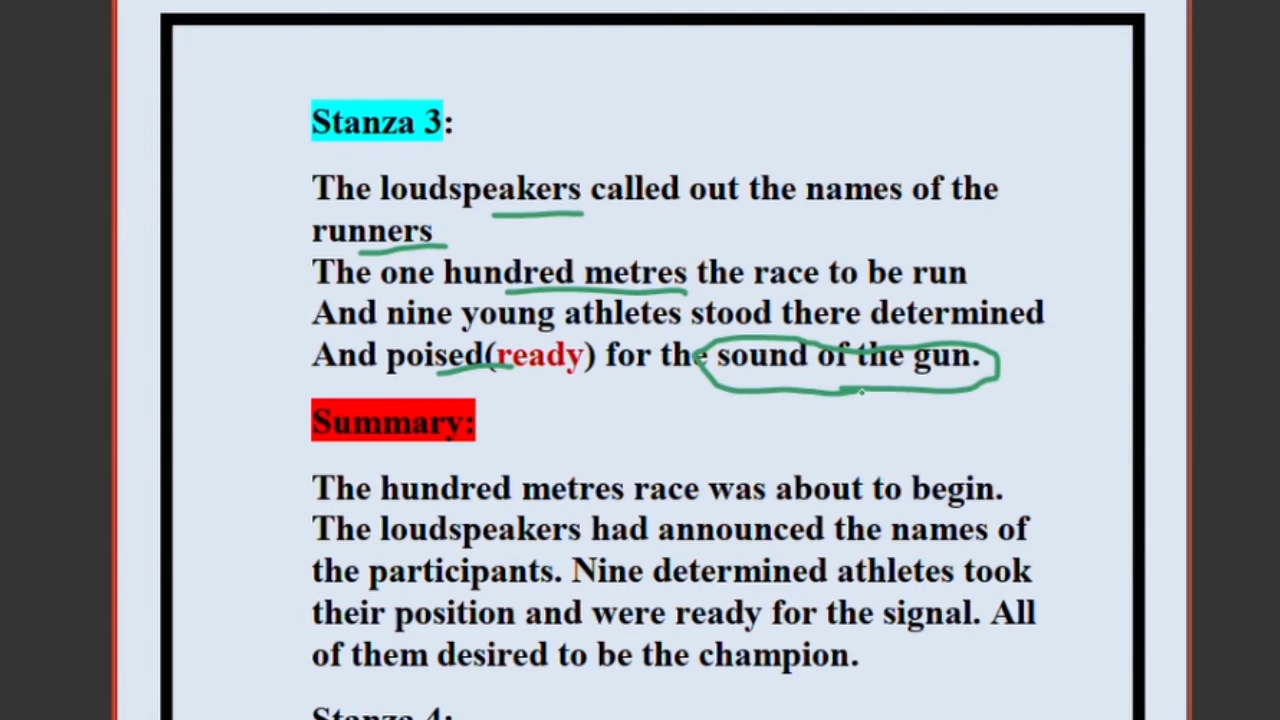 Stanza 3:
The loudspeakers called out the names of the
runners
The one hundred metres the race to be run
And nine young athletes stood there determined
And poised(ready) for the sound of the gun.
Summary:
The hundred metres race was about to begin.
The loudspeakers had announced the names of
the participants. Nine determined athletes took
their position and were ready for the signal. All
of them desired to be the champion.
Stanza 4: